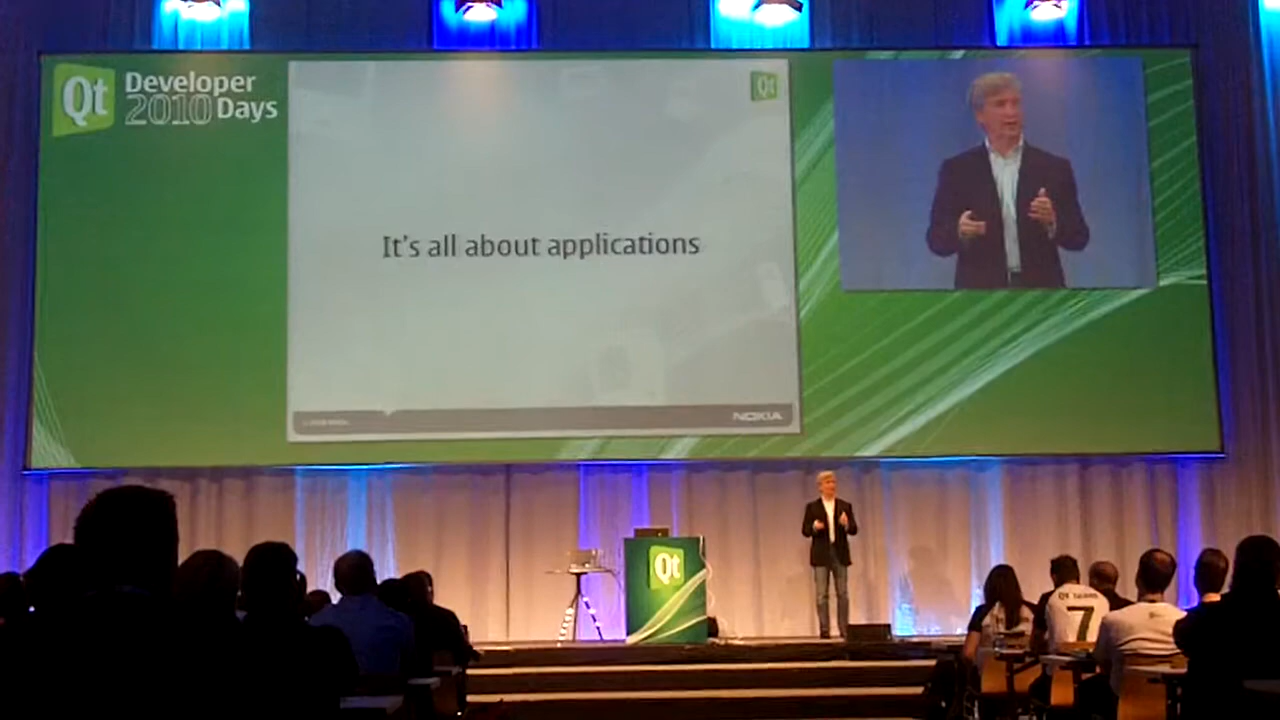 Qt
Developer
2010 Days
Qt
It's all about applications
NOKIA
Qt
7